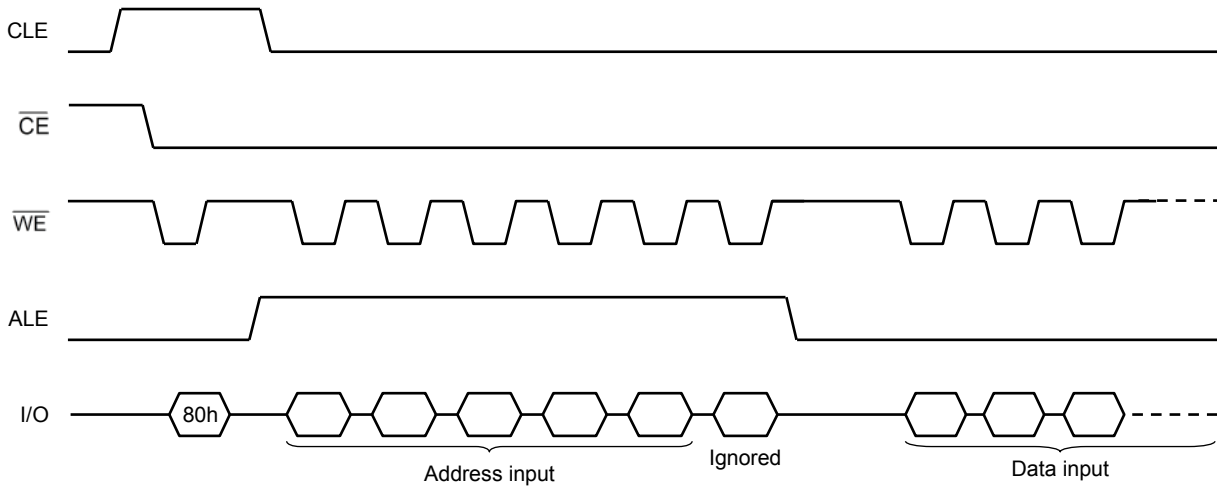 CLE
CE
WE
ALE
I/O
80h
Address input
Ignored
Data input